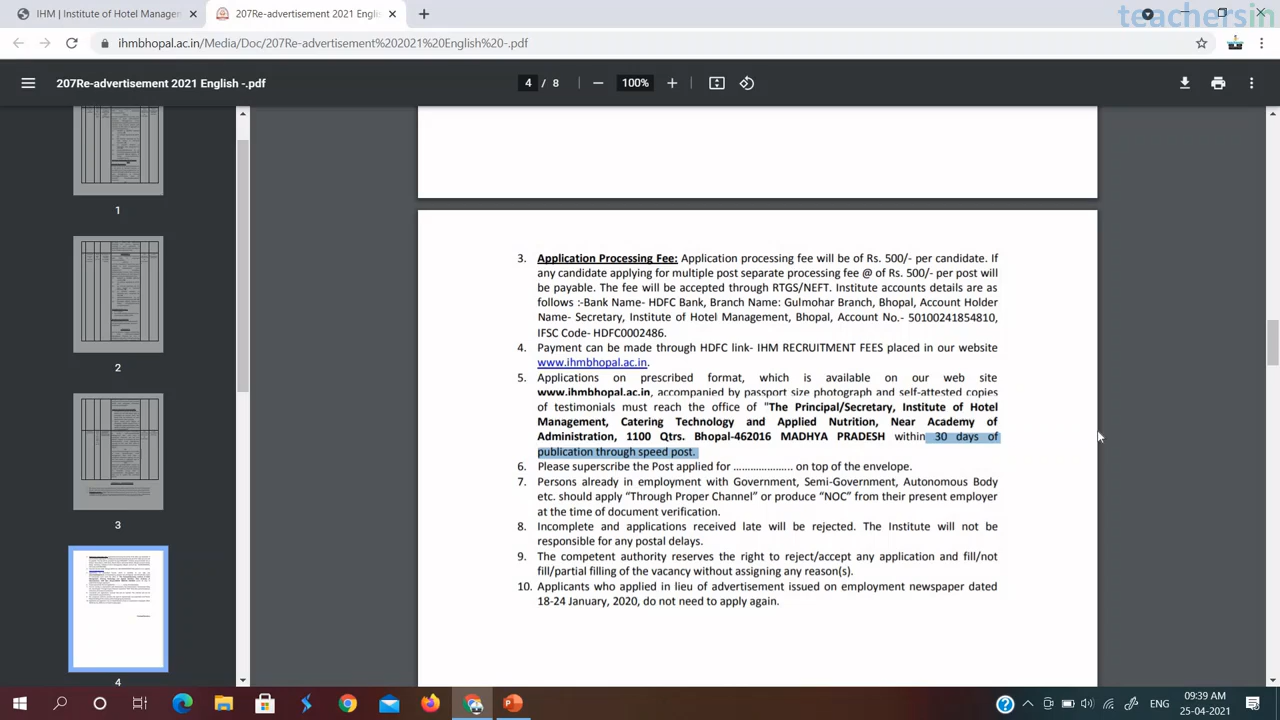 IHM | Institute of Hotel Manager
207Re-advertisement 2021 Englis
teachersin
ihmbhopal.ac.in/Media/Doc/207Re-advertisement%202021%20English%20-.pdf
207Re-advertisement 2021 English -.pdf
4 / 8
100%
1
2
3
4
3. Application Processing Fee: Application processing fee will be of Rs. 500/- per candidate. If
any candidate applying for multiple post separate processing fee @ of Rs. 500/- per post will
be payable. The fee will be accepted through RTGS/NEFT. Institute accounts details are as
follows :-Bank Name- HDFC Bank, Branch Name: Gulmohar Branch, Bhopal, Account Holder
Name- Secretary, Institute of Hotel Management, Bhopal, Account No.- 50100241854810,
IFSC Code- HDFC0002486.
4. Payment can be made through HDFC link- IHM RECRUITMENT FEES placed in our website
www.ihmbhopal.ac.in.
5. Applications on prescribed format, which is available on our web site
www.ihmbhopal.ac.in, accompanied by passport size photograph and self-attested copies
of testimonials must reach the office of "The Principal/Secretary, Institute of Hotel
Management, Catering Technology and Applied Nutrition, Near Academy of
Administration, 1100 Qtrs. Bhopal-462016 MADHYA PRADESH within 30 days of
publication through speed post.
6. Please superscribe the Post applied for ………………… on top of the envelope.
7. Persons already in employment with Government, Semi-Government, Autonomous Body
etc. should apply “Through Proper Channel” or produce “NOC” from their present employer
at the time of document verification.
8. Incomplete and applications received late will be rejected. The Institute will not be
responsible for any postal delays.
9. The competent authority reserves the right to reject/accept any application and fill/not
fill/partial filling of the vacancy without assigning any reason(s).
10. Applicants who applied in lieu of advertisement issued on employment newspaper dated
18-24 January, 2020, do not need to apply again.
ENG
09:39 AM
25-04-2021